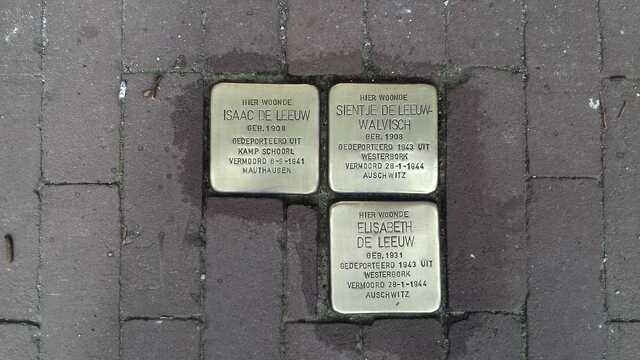 HIER WOONDE
ISAAC DE LEEUW
GEB. 1908
GEDEPORTEERD UIT
KAMP SCHOORL
VERMOORD 8-9-1941
MAUTHAUSEN
HIER WOONDE
SIENTJE DE LEEUW-
WALVISCH
GEB. 1908
GEDEPORTEERD 1943 UIT
WESTERBORK
VERMOORD 28-1-1944
AUSCHWITZ
HIER WOONDE
ELISABETH
DE LEEUW
GEB. 1931
GEDEPORTEERD 1943 UIT
WESTERBORK
VERMOORD 28-1-1944
AUSCHWITZ